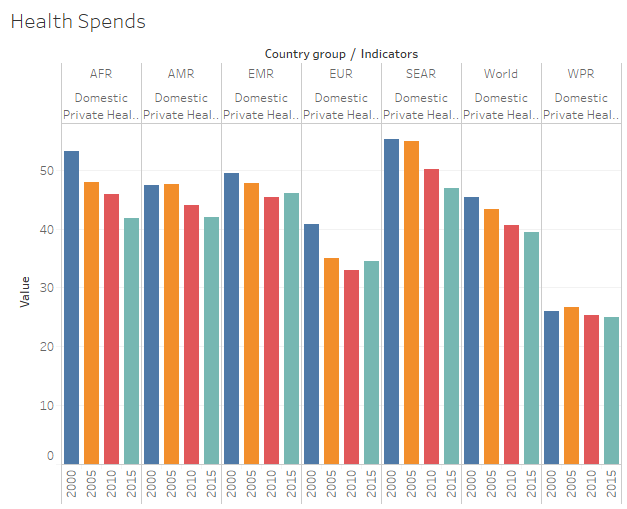 Health Spends
Country group / Indicators
AFR AMR EMR EUR SEAR World WPR
Domestic Domestic Domestic Domestic Domestic Domestic Domestic
Private Heal.. Private Heal.. Private Heal.. Private Heal.. Private Heal.. Private Heal.. Private Heal..
50
40
Value
30
20
10
0
2000 2005 2010 2015 2000 2005 2010 2015 2000 2005 2010 2015 2000 2005 2010 2015 2000 2005 2010 2015 2000 2005 2010 2015 2000 2005 2010 2015